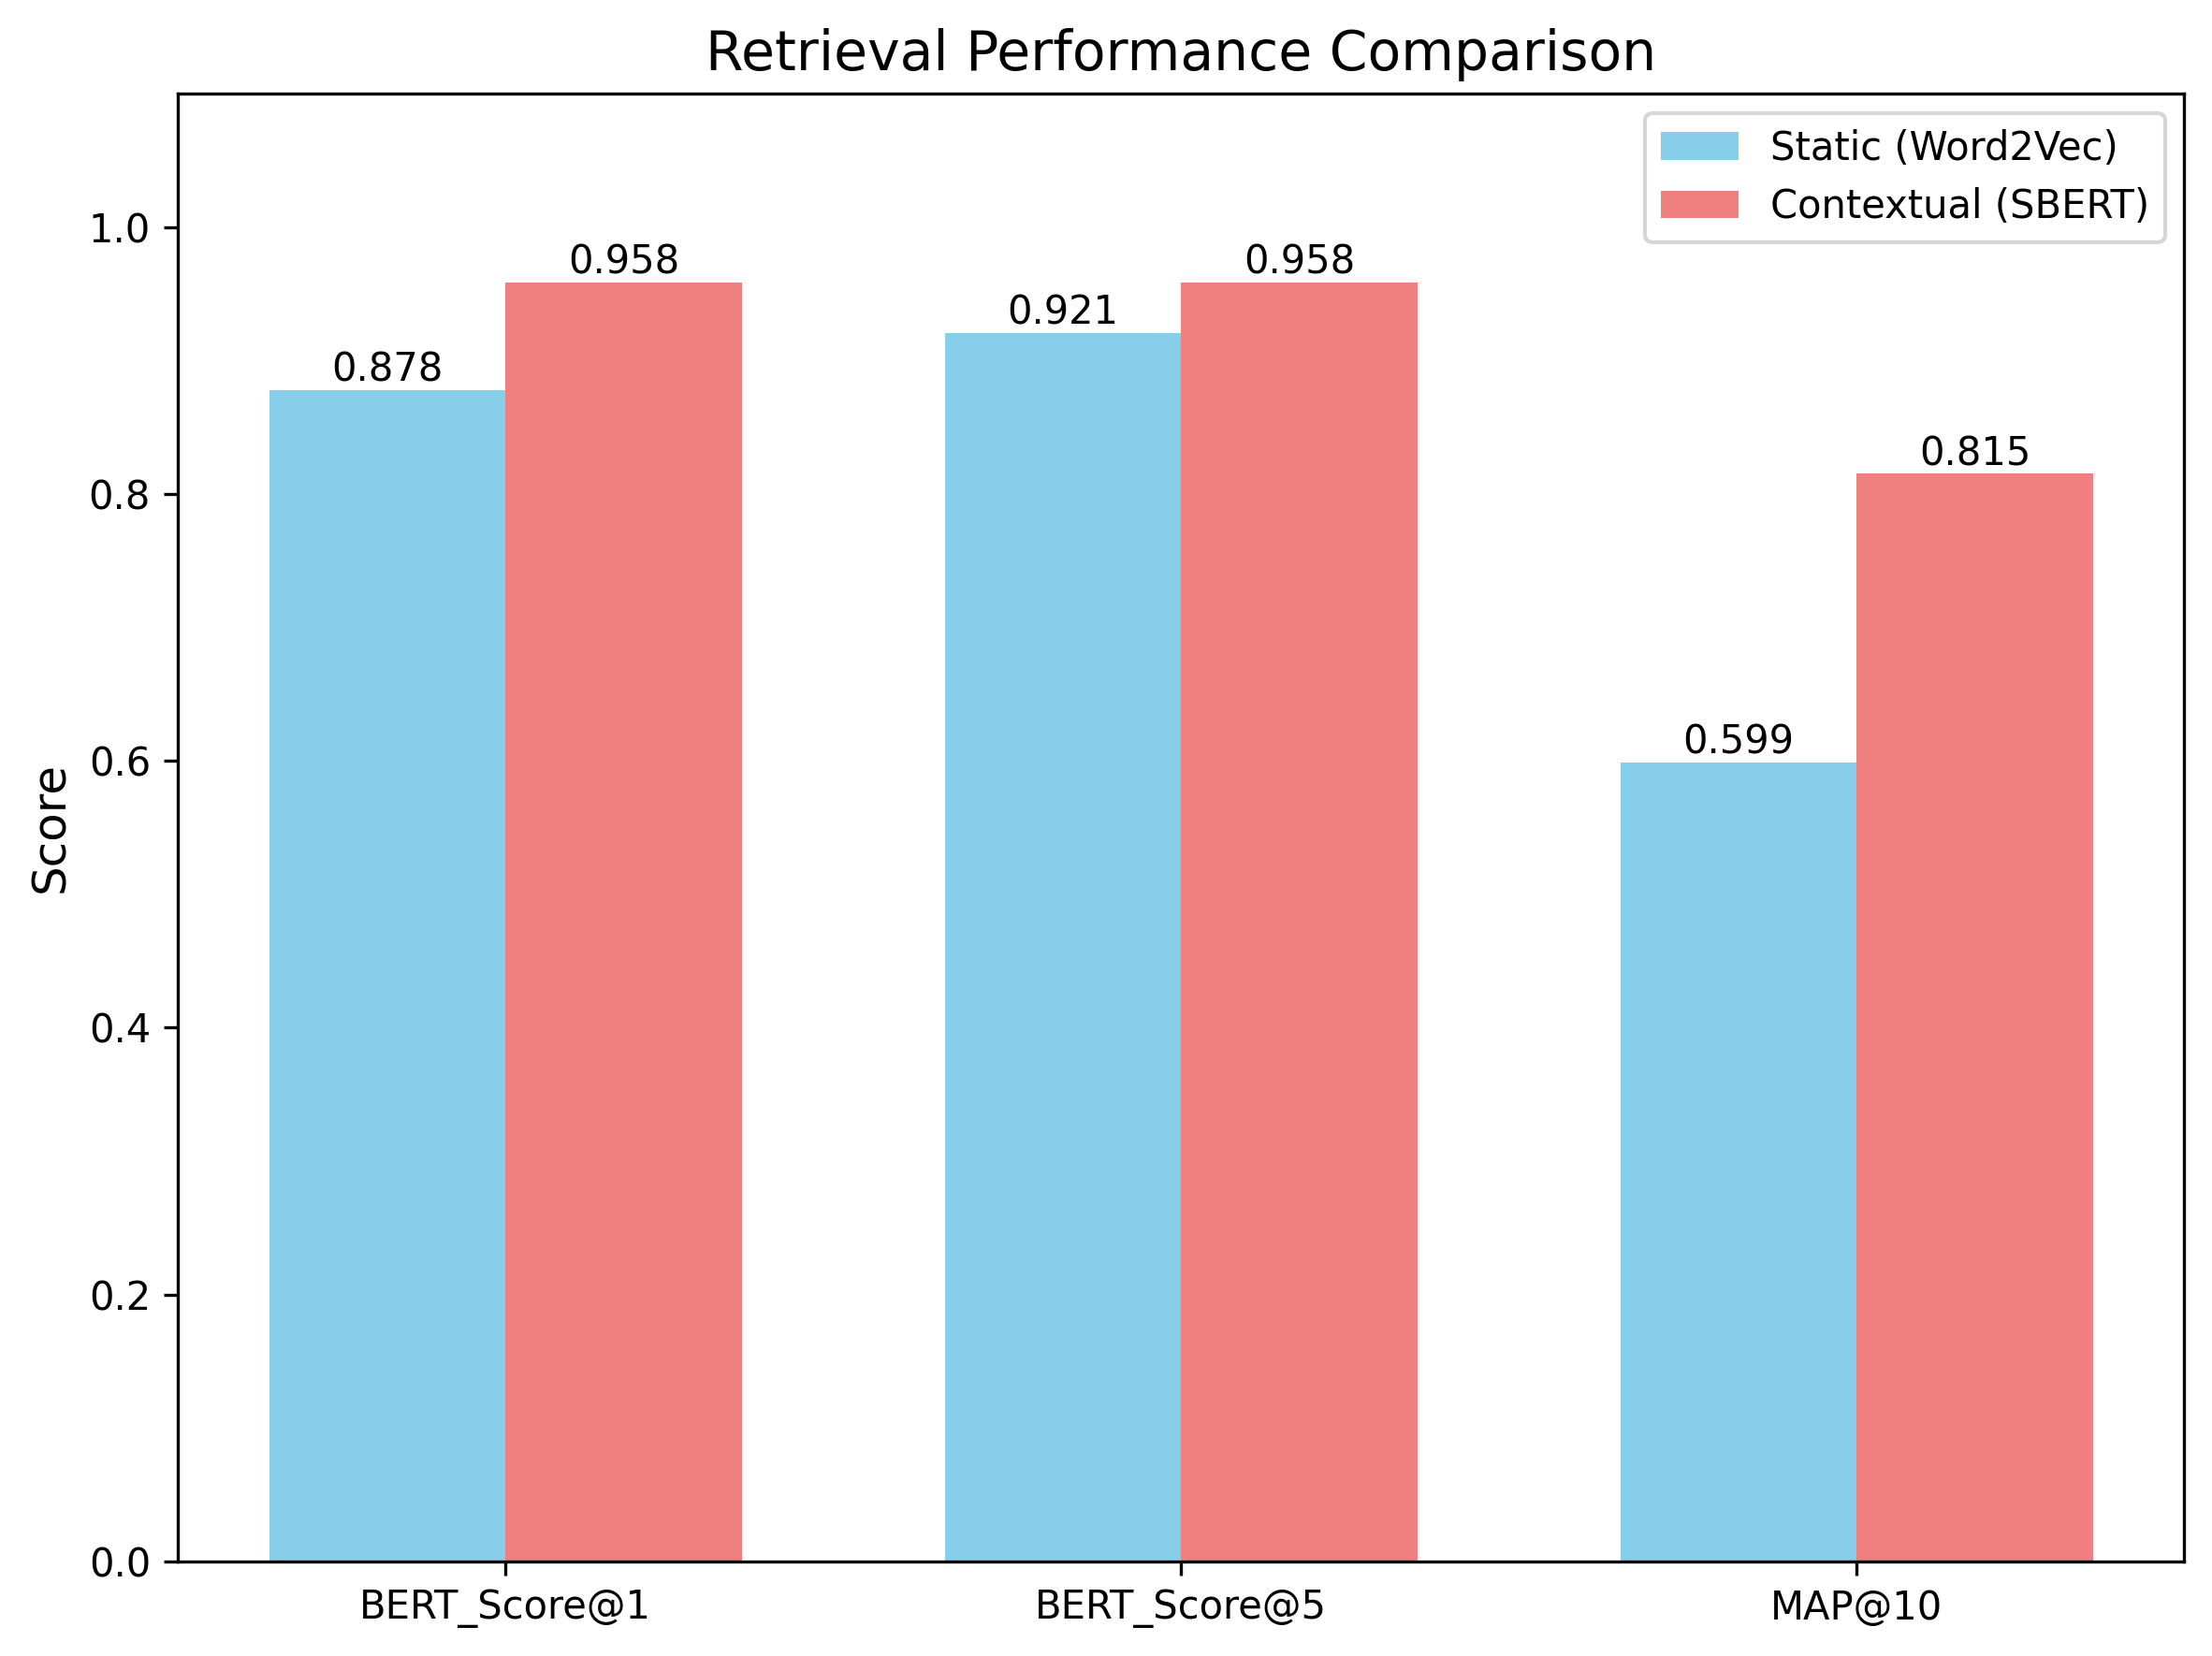 Retrieval Performance Comparison
Static (Word2Vec)
Contextual (SBERT)
1.0
0.8
0.6
0.4
0.2
0.0
Score
0.878
0.958
0.921
0.958
0.599
0.815
BERT_Score@1
BERT_Score@5
MAP@10